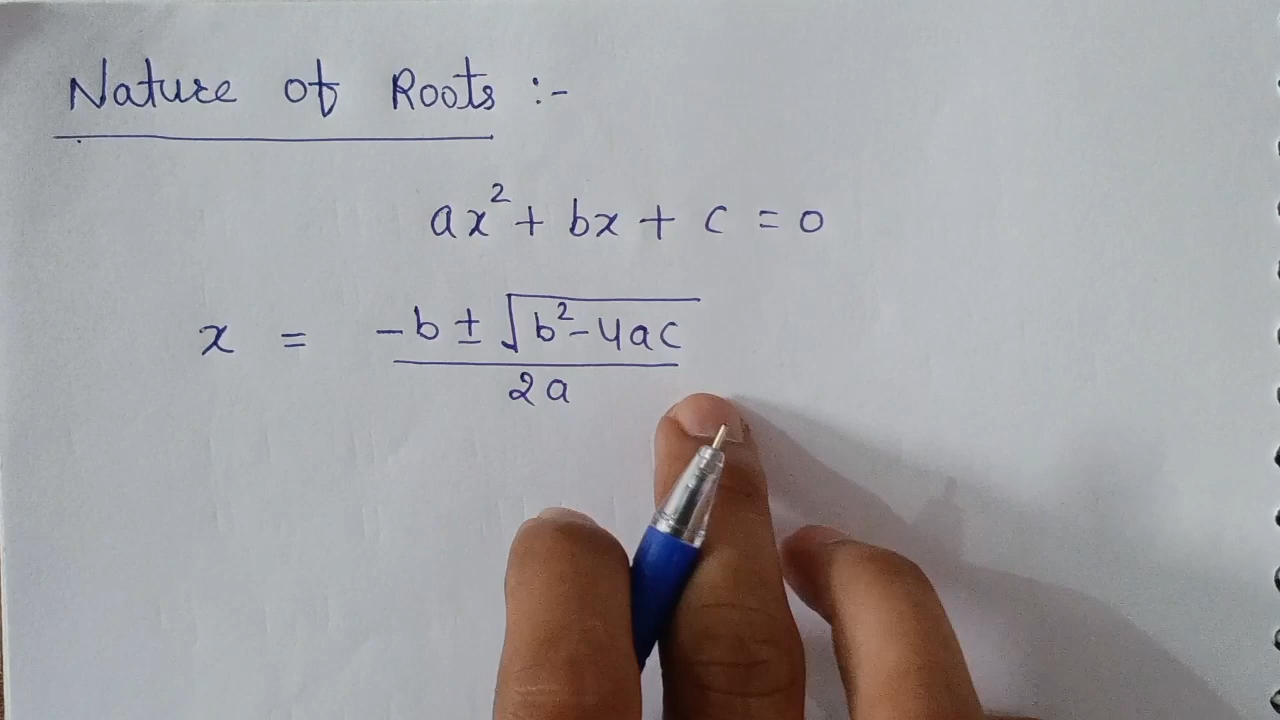 Nature of Roots :-
ax² + bx + c = 0
x = -b ± √b² - 4ac
2a